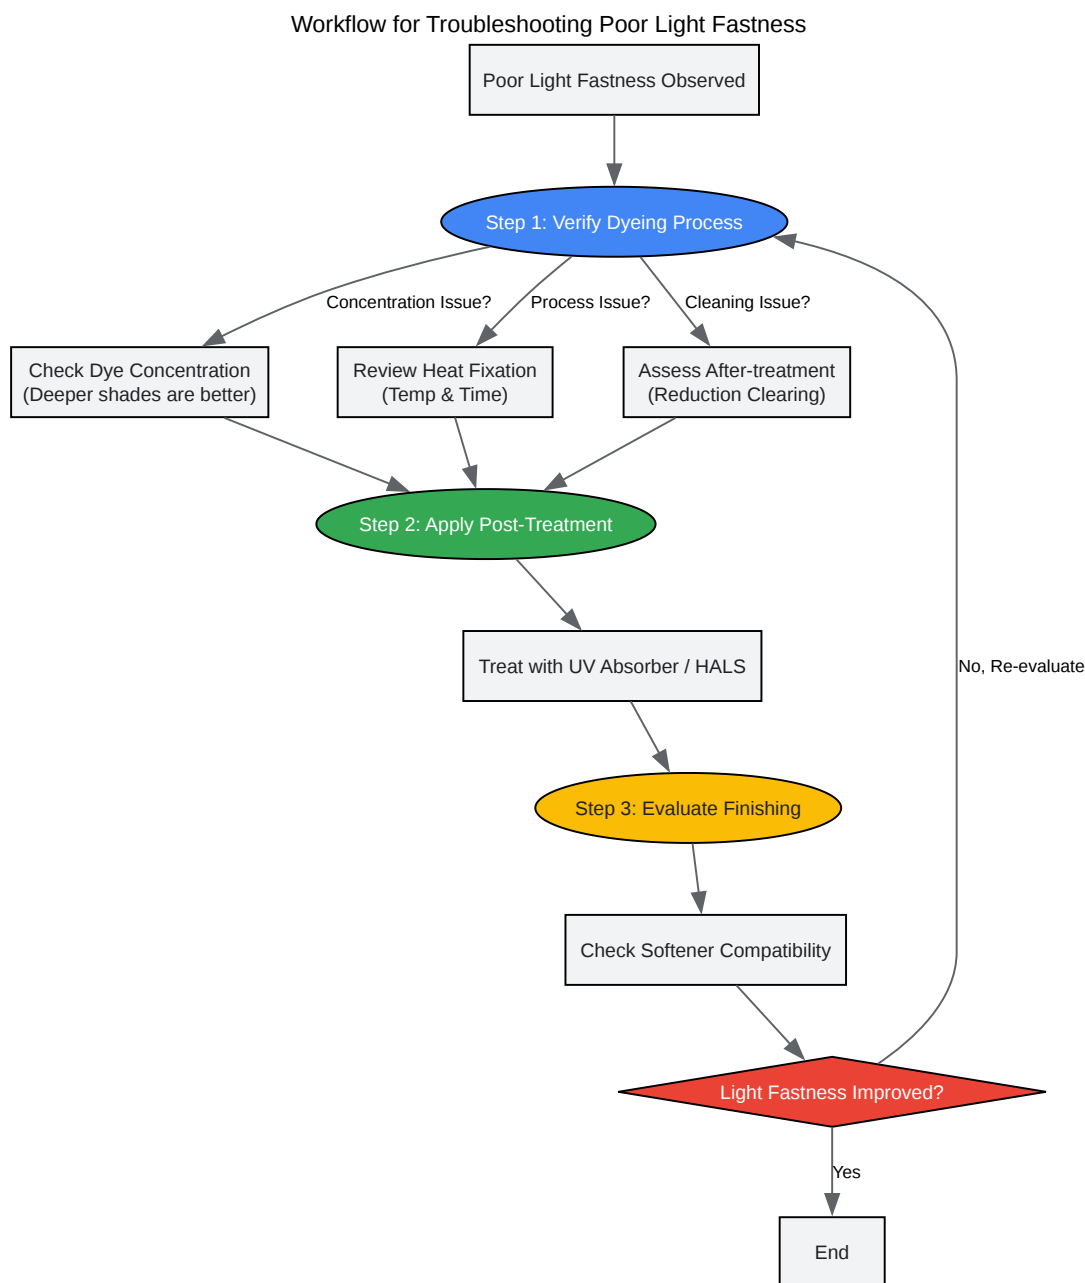 Workflow for Troubleshooting Poor Light Fastness
Poor Light Fastness Observed
Step 1: Verify Dyeing Process
Concentration Issue?
Process Issue?
Cleaning Issue?
Check Dye Concentration
(Deeper shades are better)
Review Heat Fixation
(Temp & Time)
Assess After-treatment
(Reduction Clearing)
Step 2: Apply Post-Treatment
Treat with UV Absorber / HALS
No, Re-evaluate
Step 3: Evaluate Finishing
Check Softener Compatibility
Light Fastness Improved?
Yes
End